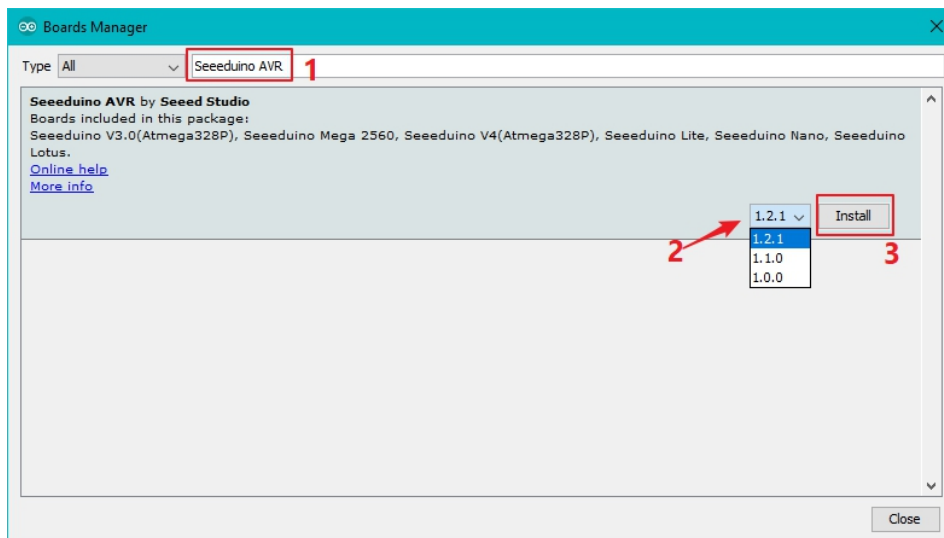 Boards Manager
Type All Seeeduino AVR 1
Seeeduino AVR by Seeed Studio
Boards included in this package:
Seeeduino V3.0(Atmega328P), Seeeduino Mega 2560, Seeeduino V4(Atmega328P), Seeeduino Lite, Seeeduino Nano, Seeeduino
Lotus.
Online help
More info
1.2.1 Install
2 1.2.1 3
1.1.0
1.0.0
Close